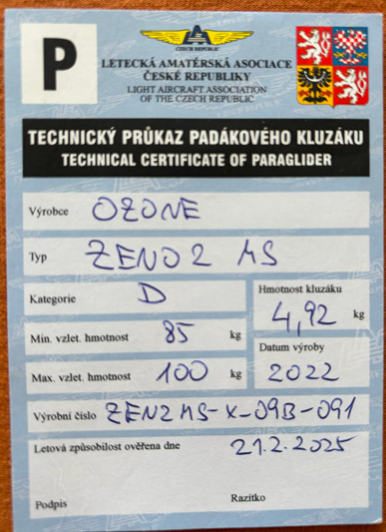 P
CZECH REPUBLIC
LETECKÁ AMATÉRSKÁ ASOCIACE
ČESKÉ REPUBLIKY
LIGHT AIRCRAFT ASSOCIATION
OF THE CZECH REPUBLIC
TECHNICKÝ PRŮKAZ PADÁKOVÉHO KLUZÁKU
TECHNICAL CERTIFICATE OF PARAGLIDER
Výrobce OZONE
Typ ZENO 2 MS
Kategorie D
Hmotnost kluzáku
4,92 kg
Min. vzlet. hmotnost 85 kg
Datum výroby
2022
Max. vzlet. hmotnost 100 kg
Výrobní číslo ZEN2MS-X-09B-091
Letová způsobilost ověřena dne 21.2.2025
Podpis Razítko